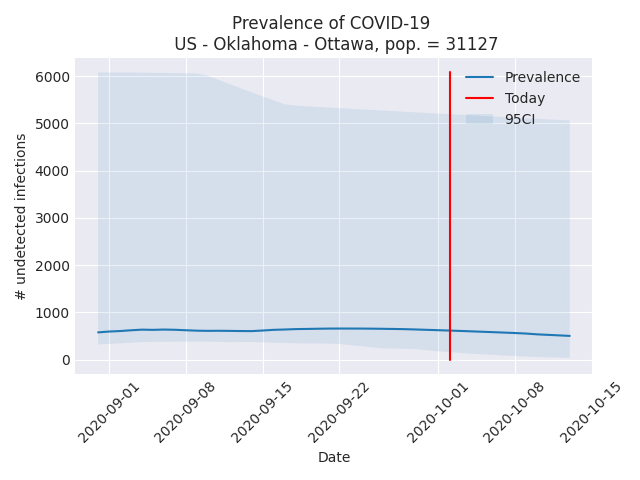 Prevalence of COVID-19
US - Oklahoma - Ottawa, pop. = 31127
# undetected infections
6000
5000
4000
3000
2000
1000
0
Prevalence
Today
95CI
2020-09-01
2020-09-08
2020-09-15
2020-09-22
2020-10-01
2020-10-08
2020-10-15
Date